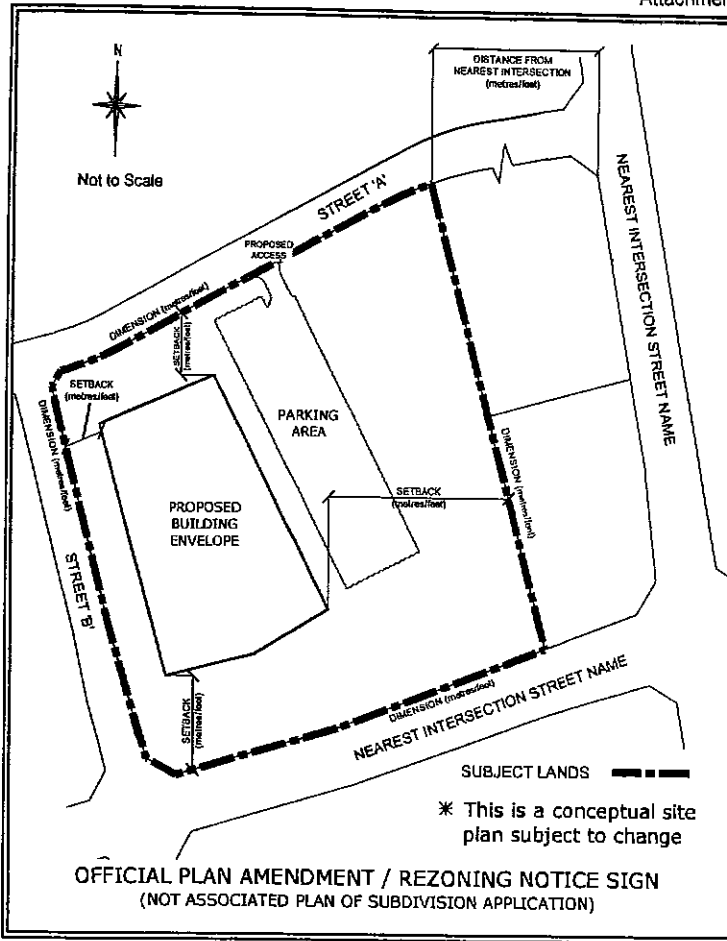 Attachment
N
Not to Scale
DISTANCE FROM
NEAREST INTERSECTION
(metres/feet)
STREET 'A'
PROPOSED
ACCESS
DIMENSION (metres/feet)
SETBACK
(metres/feet)
SETBACK
(metres/feet)
DIMENSION (metres/feet)
PARKING
AREA
PROPOSED
BUILDING
ENVELOPE
SETBACK
(metres/feet)
DIMENSION (metres/feet)
NEAREST INTERSECTION STREET NAME
STREET 'B'
SETBACK
(metres/feet)
DIMENSION (metres/feet)
NEAREST INTERSECTION STREET NAME
SUBJECT LANDS
* This is a conceptual site
plan subject to change
OFFICIAL PLAN AMENDMENT / REZONING NOTICE SIGN
(NOT ASSOCIATED PLAN OF SUBDIVISION APPLICATION)